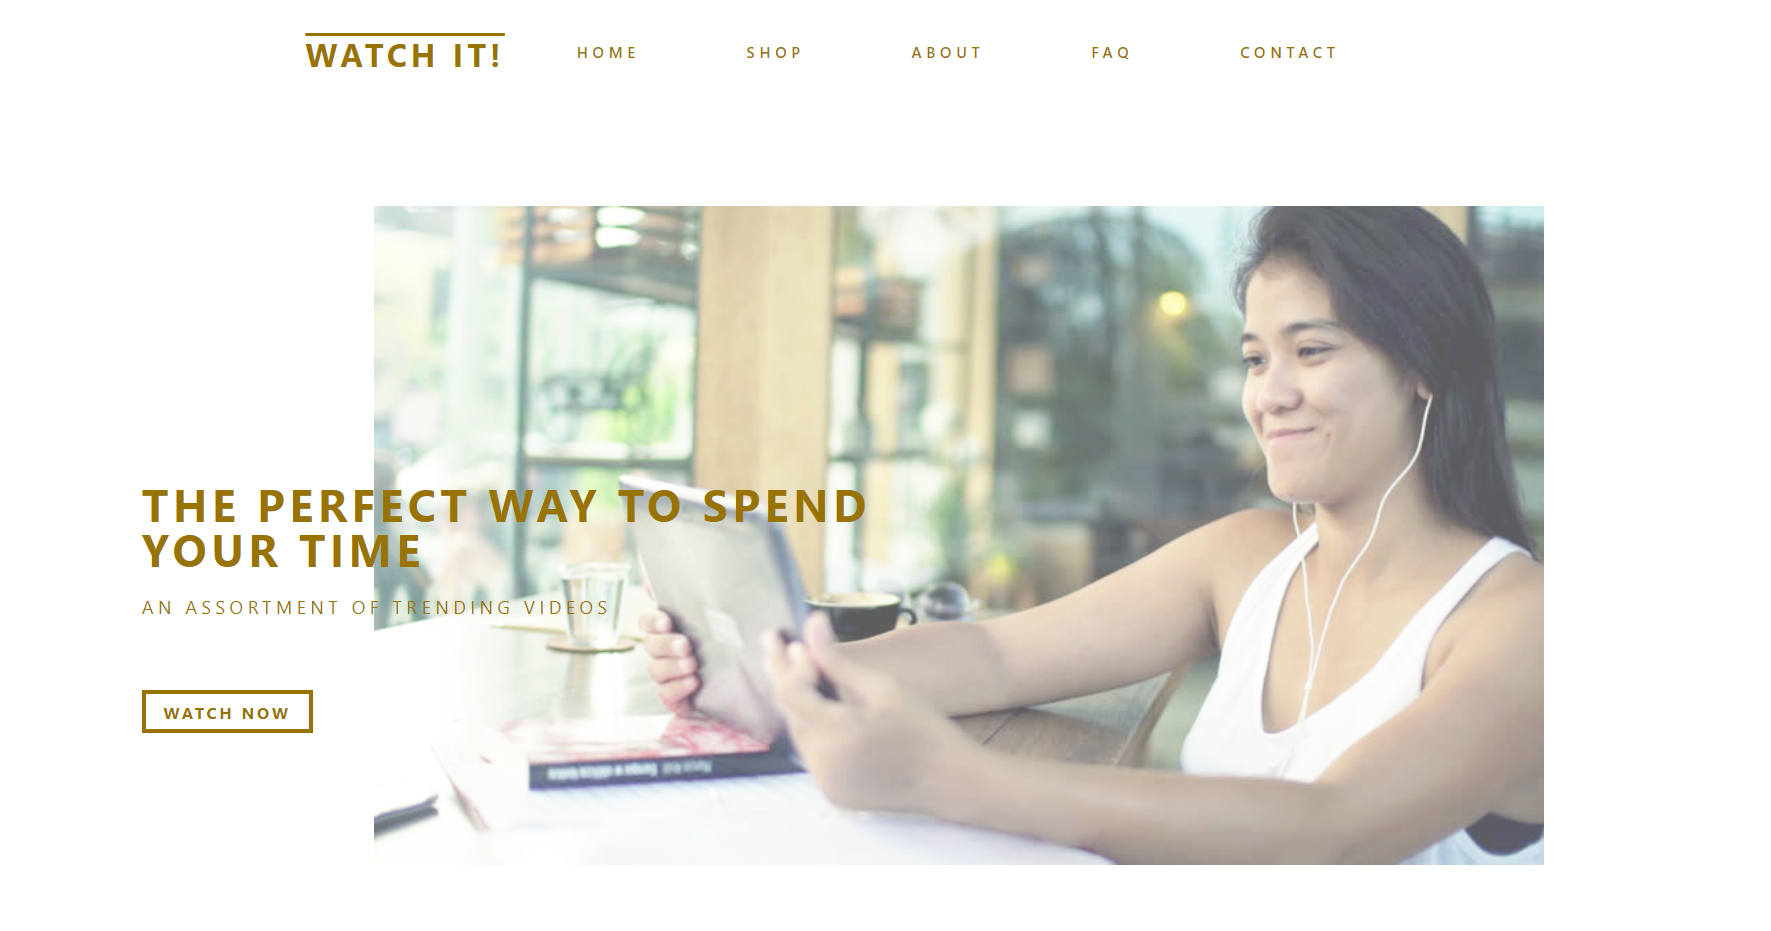 WATCH IT!
HOME
SHOP
ABOUT
FAQ
CONTACT
THE PERFECT WAY TO SPEND
YOUR TIME
AN ASSORTMENT OF TRENDING VIDEOS
WATCH NOW